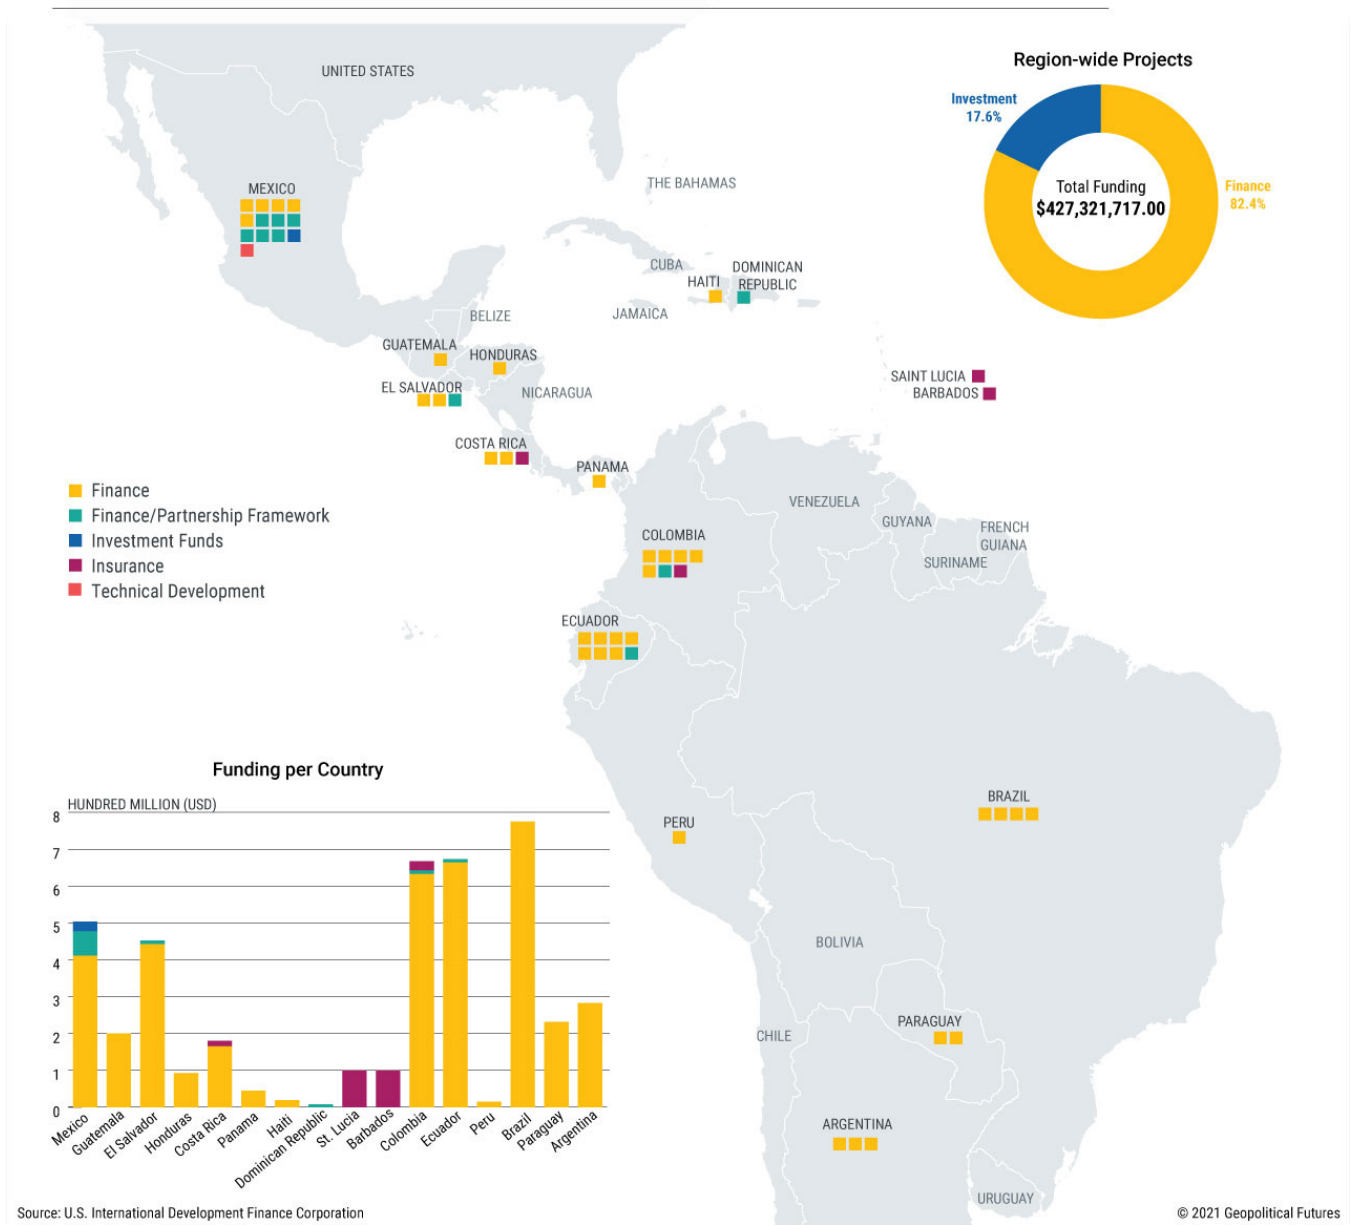 UNITED STATES
Region-wide Projects
Investment
17.6%
Total Funding
$427,321,717.00
Finance
82.4%
MEXICO
THE BAHAMAS
CUBA
HAITI
DOMINICAN
REPUBLIC
JAMAICA
BELIZE
GUATEMALA
HONDURAS
EL SALVADOR
NICARAGUA
SAINT LUCIA
BARBADOS
COSTA RICA
PANAMA
VENEZUELA
GUYANA
FRENCH
GUIANA
SURINAME
COLOMBIA
ECUADOR
Finance
Finance/Partnership Framework
Investment Funds
Insurance
Technical Development
PERU
BRAZIL
BOLIVIA
PARAGUAY
CHILE
ARGENTINA
URUGUAY
Funding per Country
HUNDRED MILLION (USD)
8
7
6
5
4
3
2
1
0
Mexico
Guatemala
El Salvador
Honduras
Costa Rica
Panama
Haiti
Dominican Republic
St. Lucia
Barbados
Colombia
Ecuador
Peru
Brazil
Paraguay
Argentina
Source: U.S. International Development Finance Corporation
© 2021 Geopolitical Futures